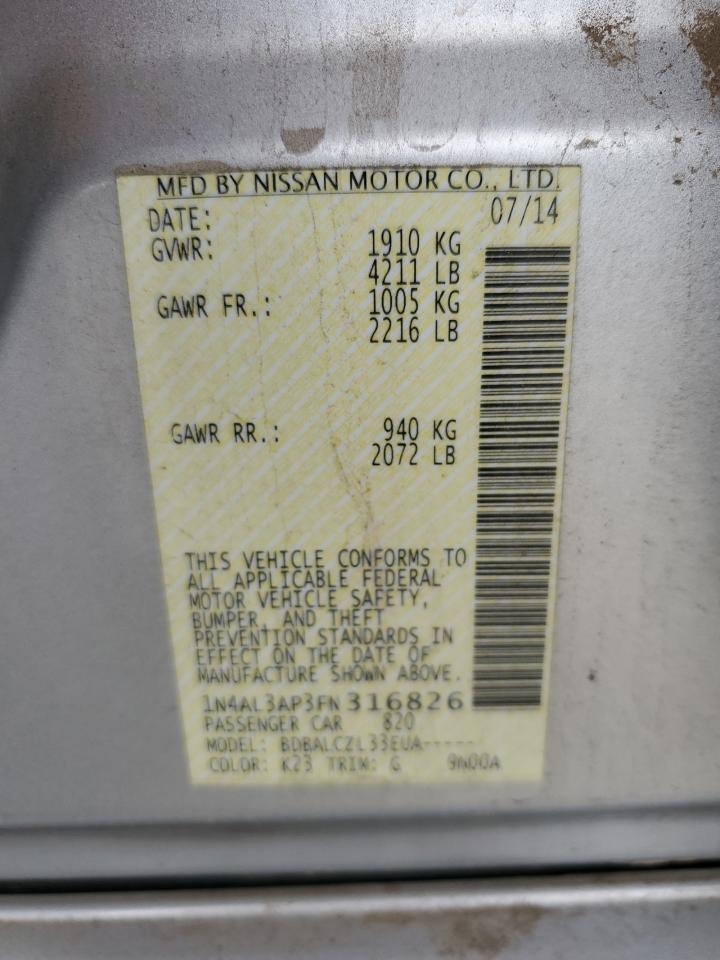 MFD BY NISSAN MOTOR CO., LTD.
DATE: 07/14
GVWR: 1910 KG
4211 LB
GAWR FR.: 1005 KG
2216 LB
GAWR RR.: 940 KG
2072 LB
THIS VEHICLE CONFORMS TO
ALL APPLICABLE FEDERAL
MOTOR VEHICLE SAFETY,
BUMPER, AND THEFT
PREVENTION STANDARDS IN
EFFECT ON THE DATE OF
MANUFACTURE SHOWN ABOVE.
1N4AL3AP3FN316826
PASSENGER CAR 820
MODEL: BDBALCZL33EUA-----
COLOR: K23 TRIM: G